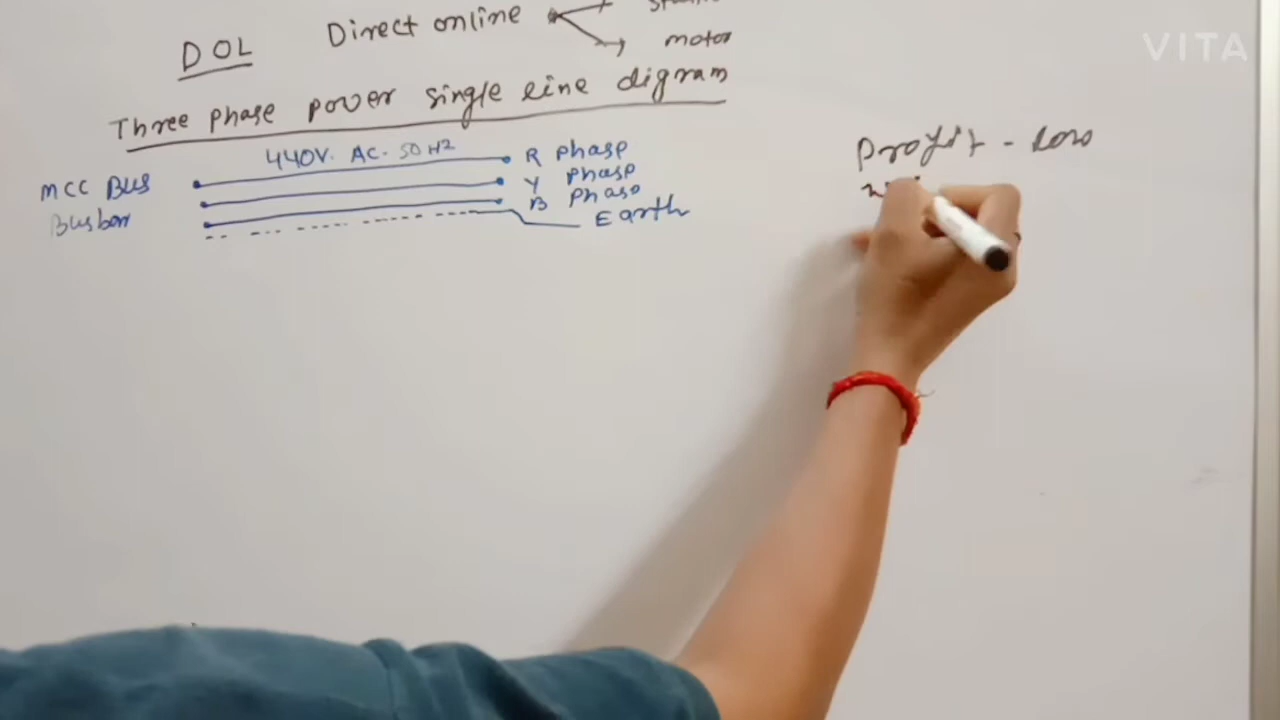 DOL Direct online
motor
Three phase power single line digram
440V. AC. 50 HZ
MCC BUS
Busbar
R phase
Y phase
B phase
Earth
Profit - Loss
VITA